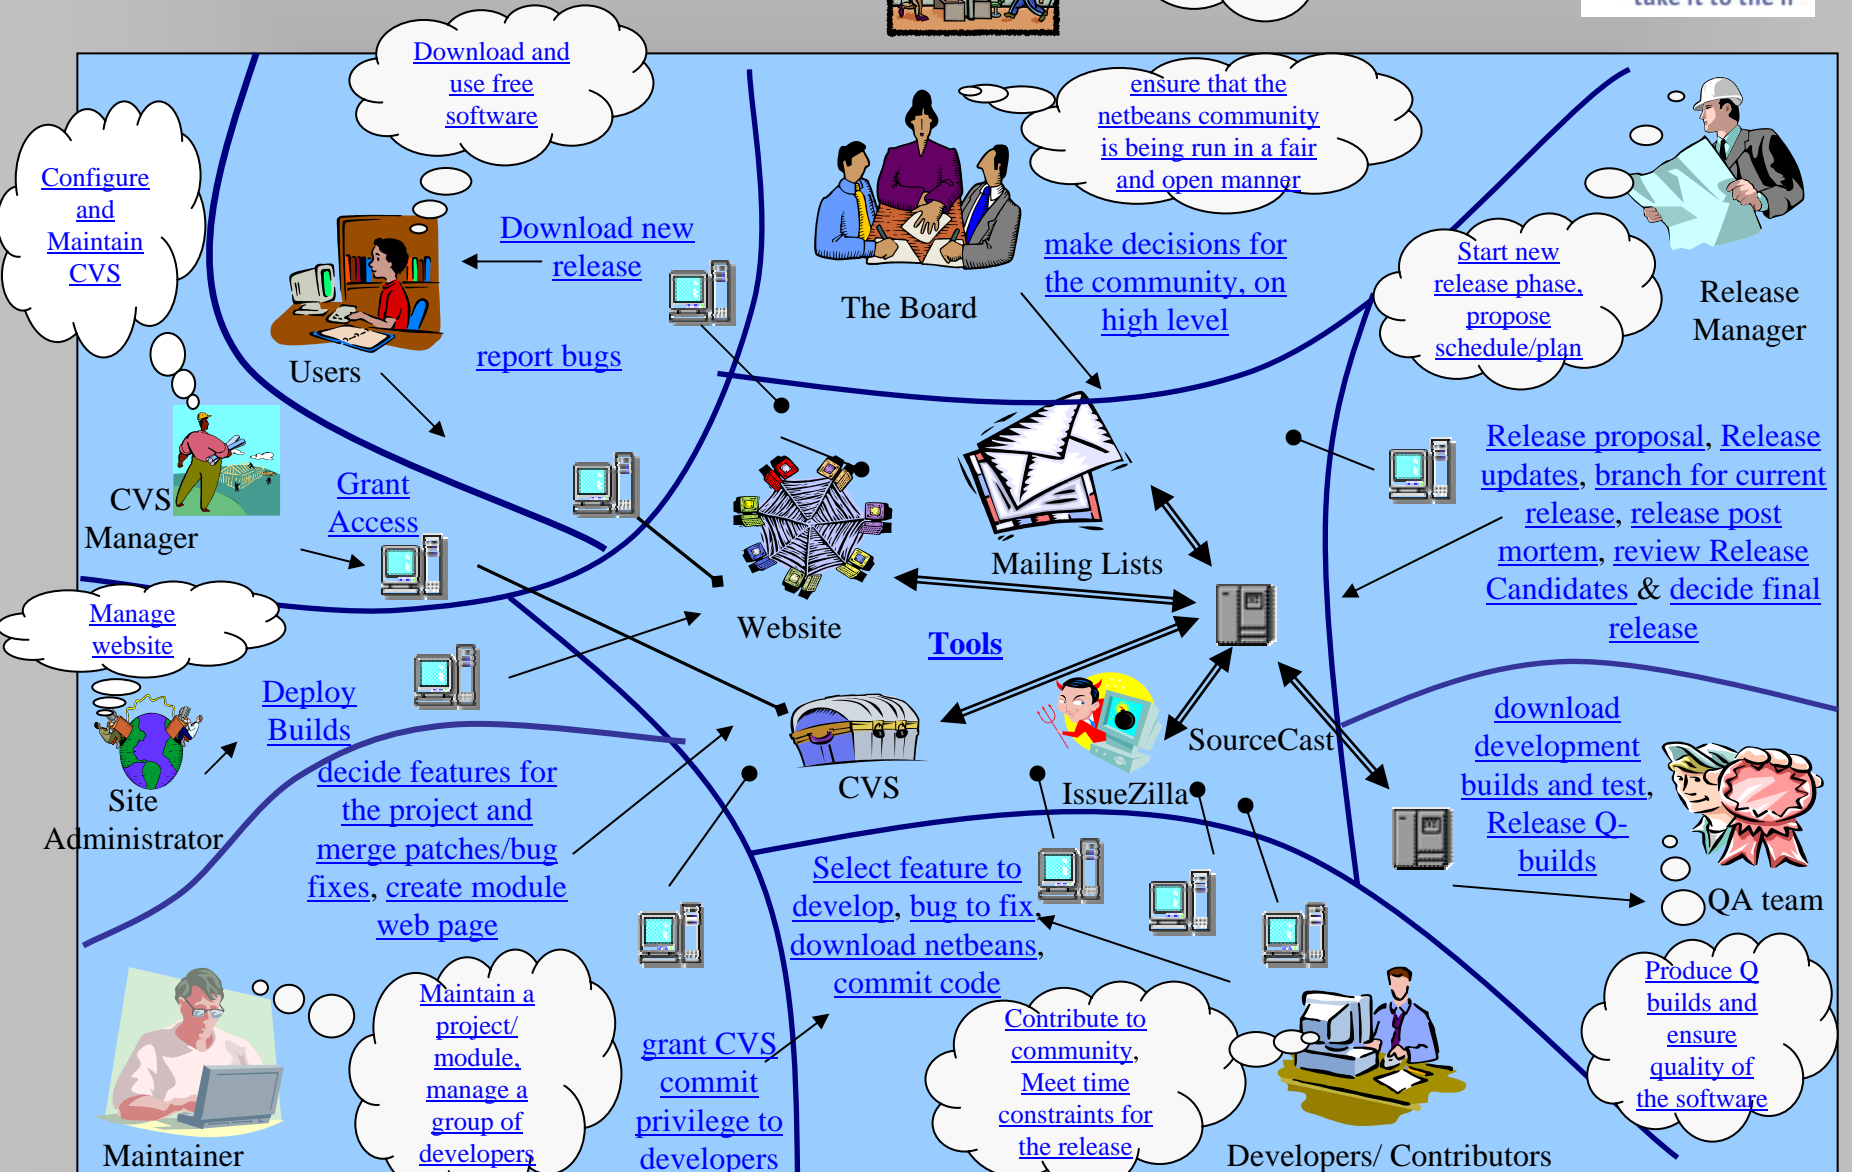 take it to the n
Download and
use free
software
ensure that the
netbeans community
is being run in a fair
and open manner
Configure
and
Maintain
CVS
Download new
release
make decisions for
the community, on
high level
Start new
release phase,
propose
schedule/plan
Release
Manager
The Board
Users
report bugs
Release proposal, Release
updates, branch for current
release, release post
mortem, review Release
Candidates & decide final
release
CVS
Manager
Grant
Access
Mailing Lists
Website
Tools
Manage
website
Deploy
Builds
Site
Administrator
CVS
IssueZilla
SourceCast
download
development
builds and test,
Release Q-
builds
QA team
decide features for
the project and
merge patches/bug
fixes, create module
web page
Select feature to
develop, bug to fix,
download netbeans,
commit code
Maintain a
project/
module,
manage a
group of
developers
grant CVS
commit
privilege to
developers
Contribute to
community,
Meet time
constraints for
the release
Produce Q
builds and
ensure
quality of
the software
Maintainer
Developers/ Contributors